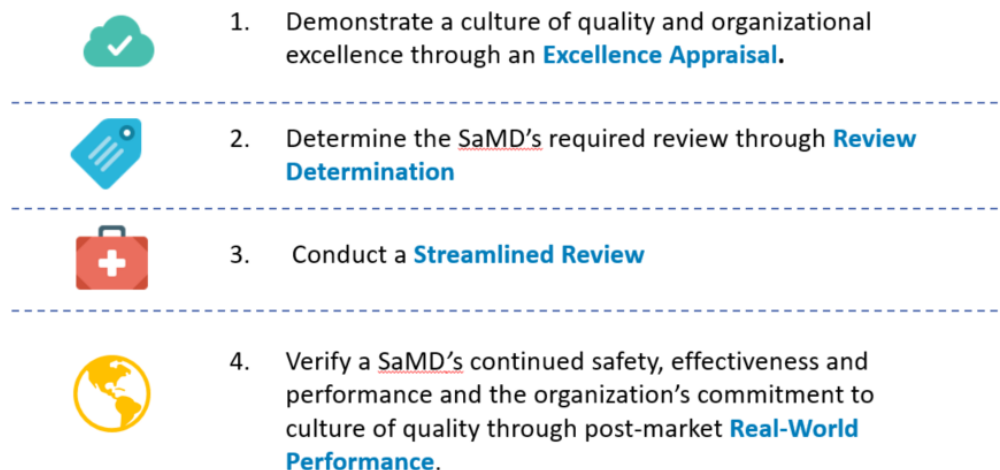 1. Demonstrate a culture of quality and organizational
excellence through an Excellence Appraisal.
2. Determine the SaMD's required review through Review
Determination
3. Conduct a Streamlined Review
4. Verify a SaMD's continued safety, effectiveness and
performance and the organization's commitment to
culture of quality through post-market Real-World
Performance.